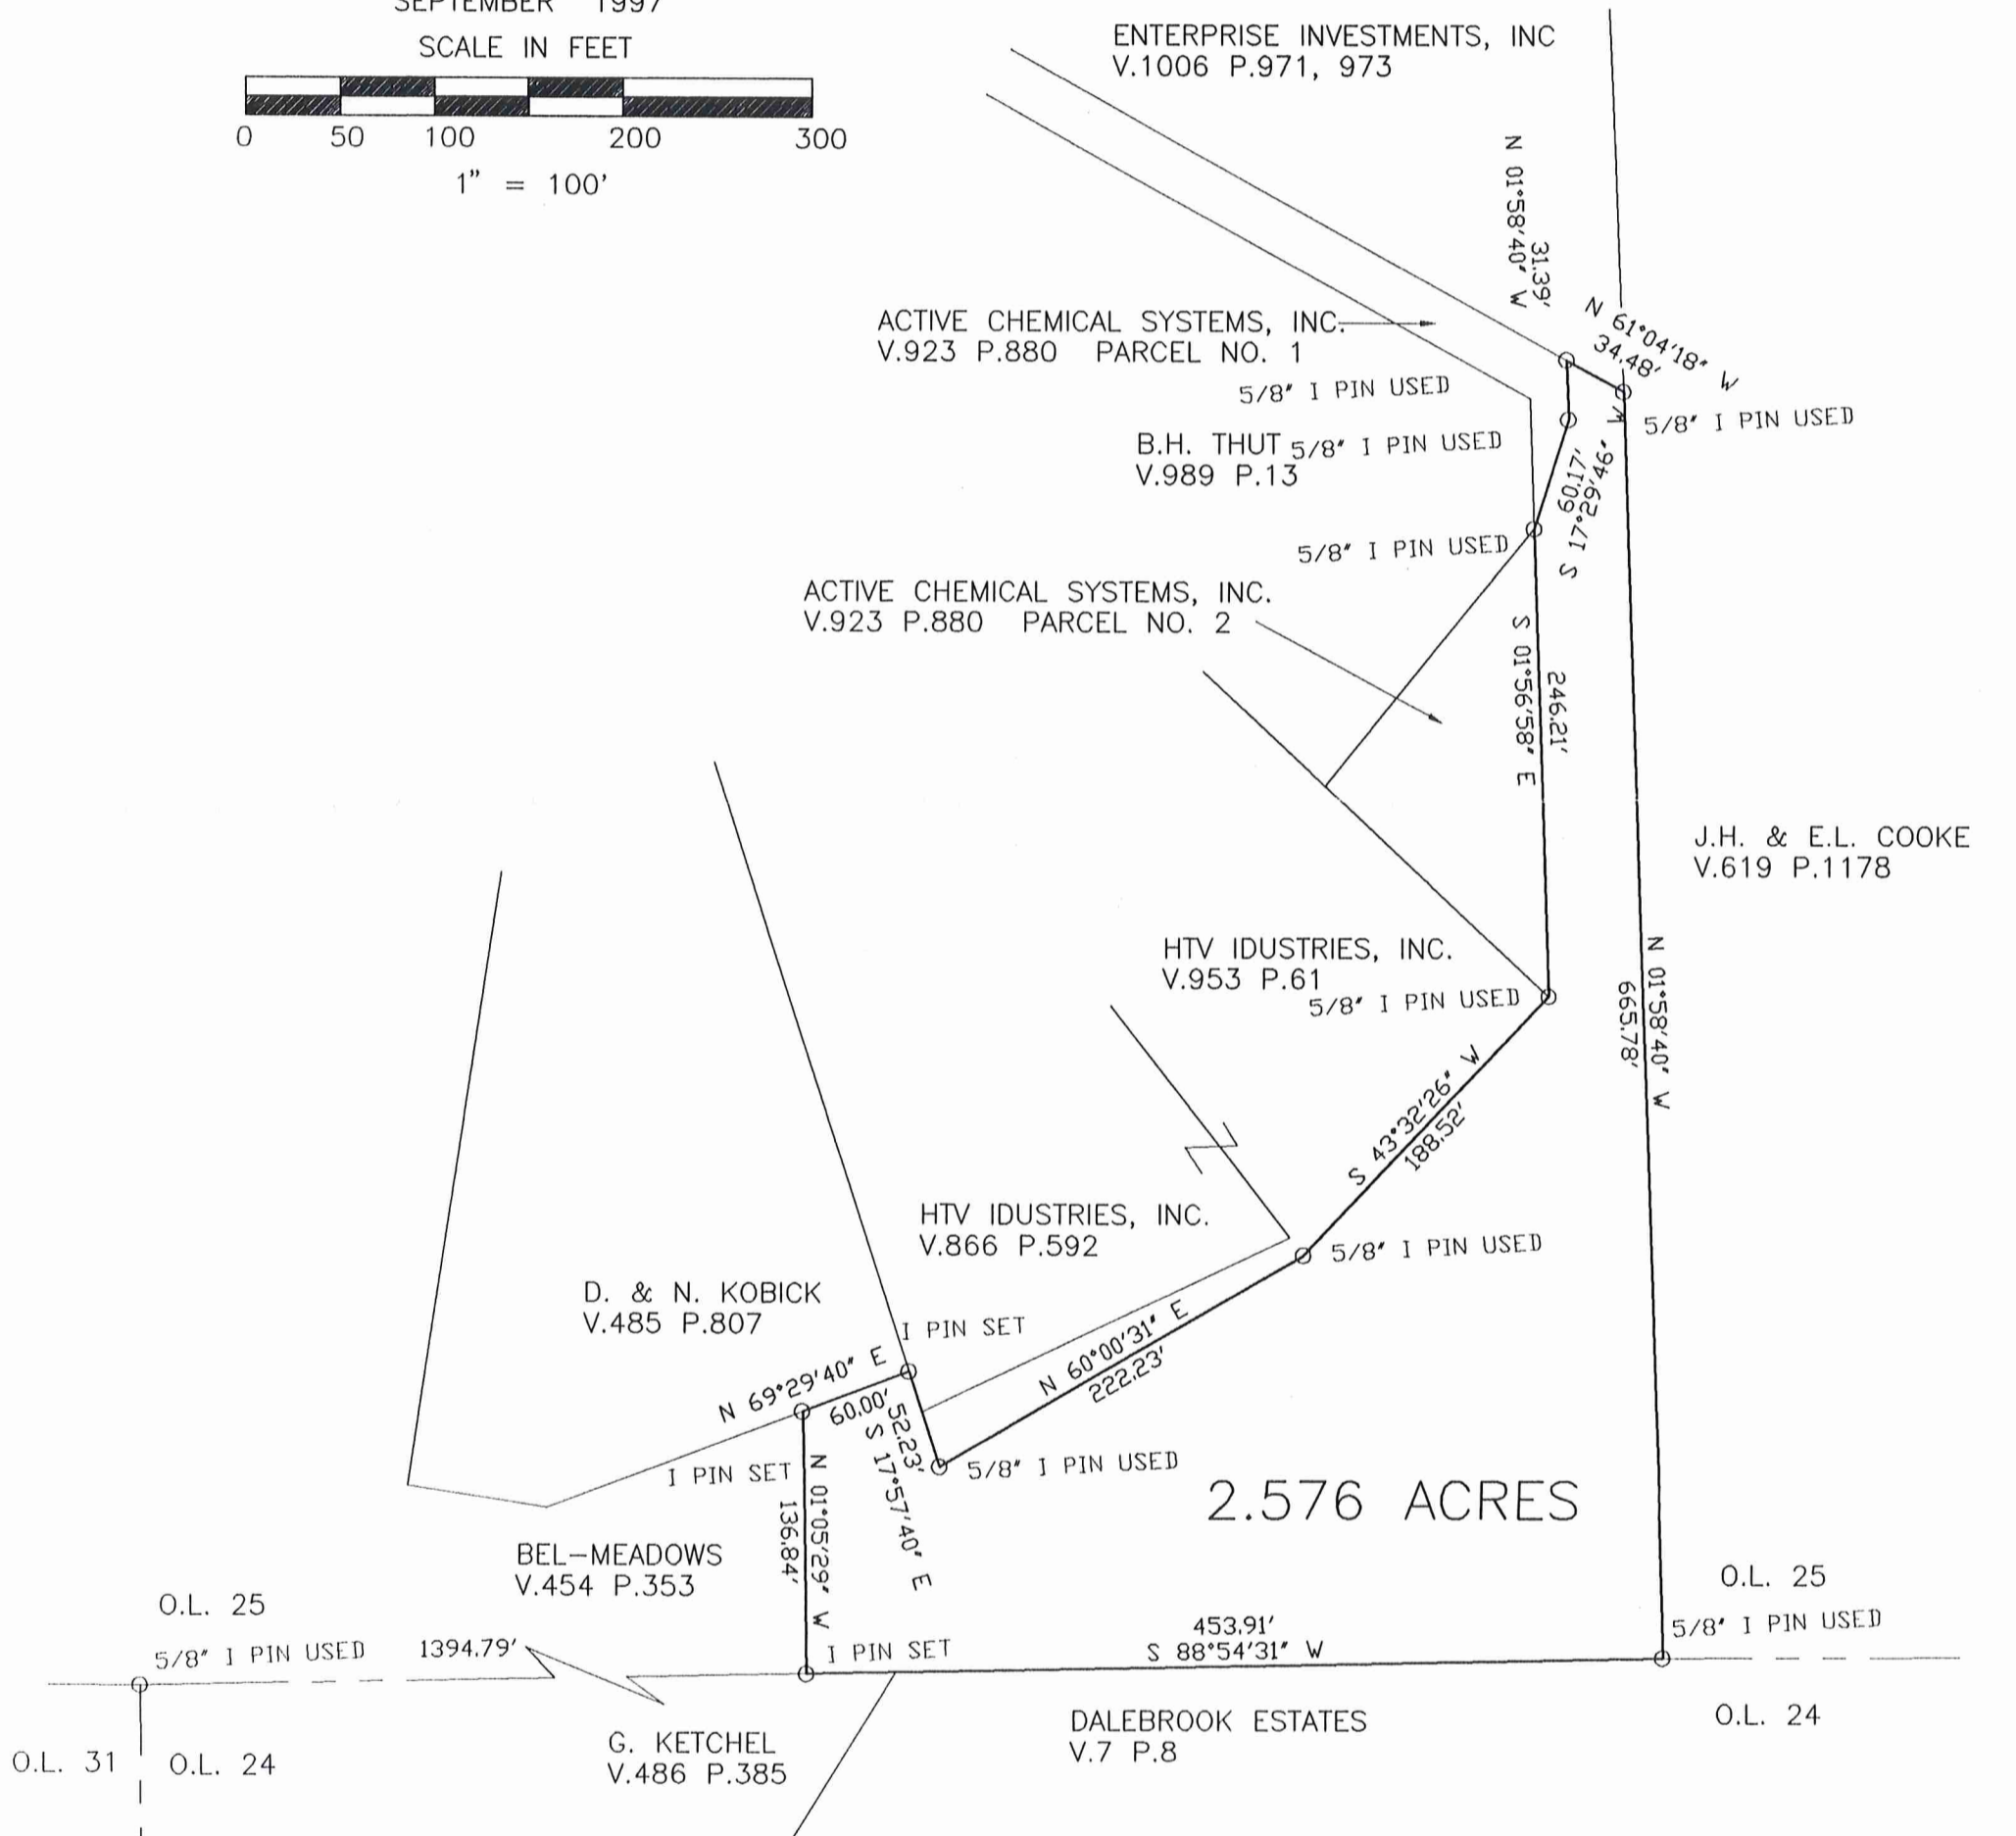 SEPTEMBER 1997
SCALE IN FEET
0 50 100 200 300
1" = 100'
ENTERPRISE INVESTMENTS, INC
V.1006 P.971, 973
N 01°58'40" W
31.39'
N 61°04'18" W
34.48'
ACTIVE CHEMICAL SYSTEMS, INC.
V.923 P.880 PARCEL NO. 1
5/8" I PIN USED
5/8" I PIN USED
B.H. THUT
V.989 P.13
5/8" I PIN USED
60.17'
S 17°29'46" W
5/8" I PIN USED
ACTIVE CHEMICAL SYSTEMS, INC.
V.923 P.880 PARCEL NO. 2
S 01°56'58" E
246.21'
J.H. & E.L. COOKE
V.619 P.1178
HTV IDUSTRIES, INC.
V.953 P.61
5/8" I PIN USED
N 01°58'40" W
665.78'
S 43°32'26" W
188.52'
HTV IDUSTRIES, INC.
V.866 P.592
5/8" I PIN USED
D. & N. KOBICK
V.485 P.807
I PIN SET
N 69°29'40" E
60.00'
N 60°00'31" E
222.23'
52.23'
S 17°57'40" E
I PIN SET
5/8" I PIN USED
N 01°05'29" W
136.84'
2.576 ACRES
BEL-MEADOWS
V.454 P.353
O.L. 25
O.L. 25
5/8" I PIN USED
1394.79'
I PIN SET
453.91'
S 88°54'31" W
5/8" I PIN USED
O.L. 24
DALEBROOK ESTATES
V.7 P.8
G. KETCHEL
V.486 P.385
O.L. 31
O.L. 24